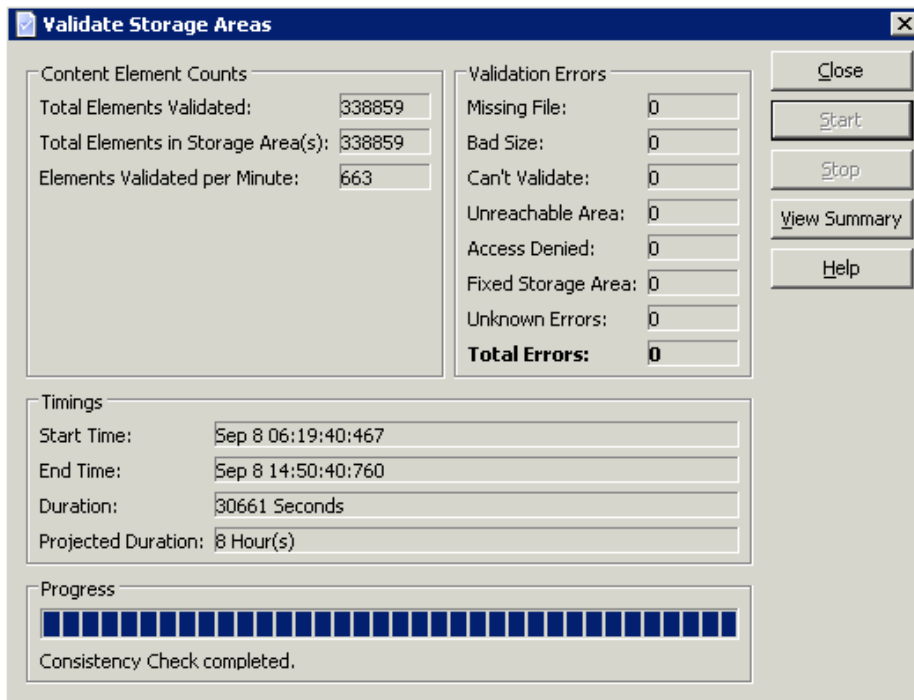 Validate Storage Areas
Content Element Counts
Total Elements Validated: 338859
Total Elements in Storage Area(s): 338859
Elements Validated per Minute: 663
Validation Errors
Missing File: 0
Bad Size: 0
Can't Validate: 0
Unreachable Area: 0
Access Denied: 0
Fixed Storage Area: 0
Unknown Errors: 0
Total Errors: 0
Close
Start
Stop
View Summary
Help
Timings
Start Time: Sep 8 06:19:40:467
End Time: Sep 8 14:50:40:760
Duration: 30661 Seconds
Projected Duration: 8 Hour(s)
Progress
Consistency Check completed.